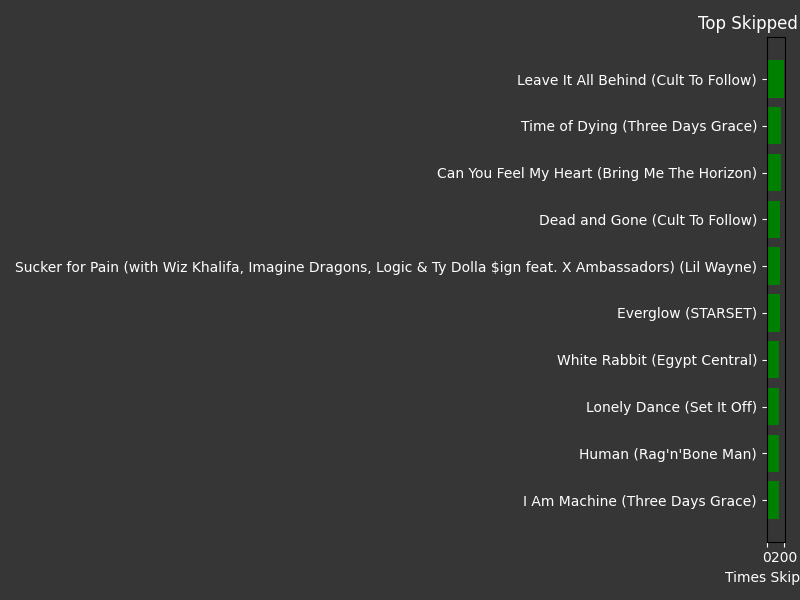 Top Skipped
Leave It All Behind (Cult To Follow)
Time of Dying (Three Days Grace)
Can You Feel My Heart (Bring Me The Horizon)
Dead and Gone (Cult To Follow)
Sucker for Pain (with Wiz Khalifa, Imagine Dragons, Logic & Ty Dolla $ign feat. X Ambassadors) (Lil Wayne)
Everglow (STARSET)
White Rabbit (Egypt Central)
Lonely Dance (Set It Off)
Human (Rag'n'Bone Man)
I Am Machine (Three Days Grace)
0 200
Times Skip